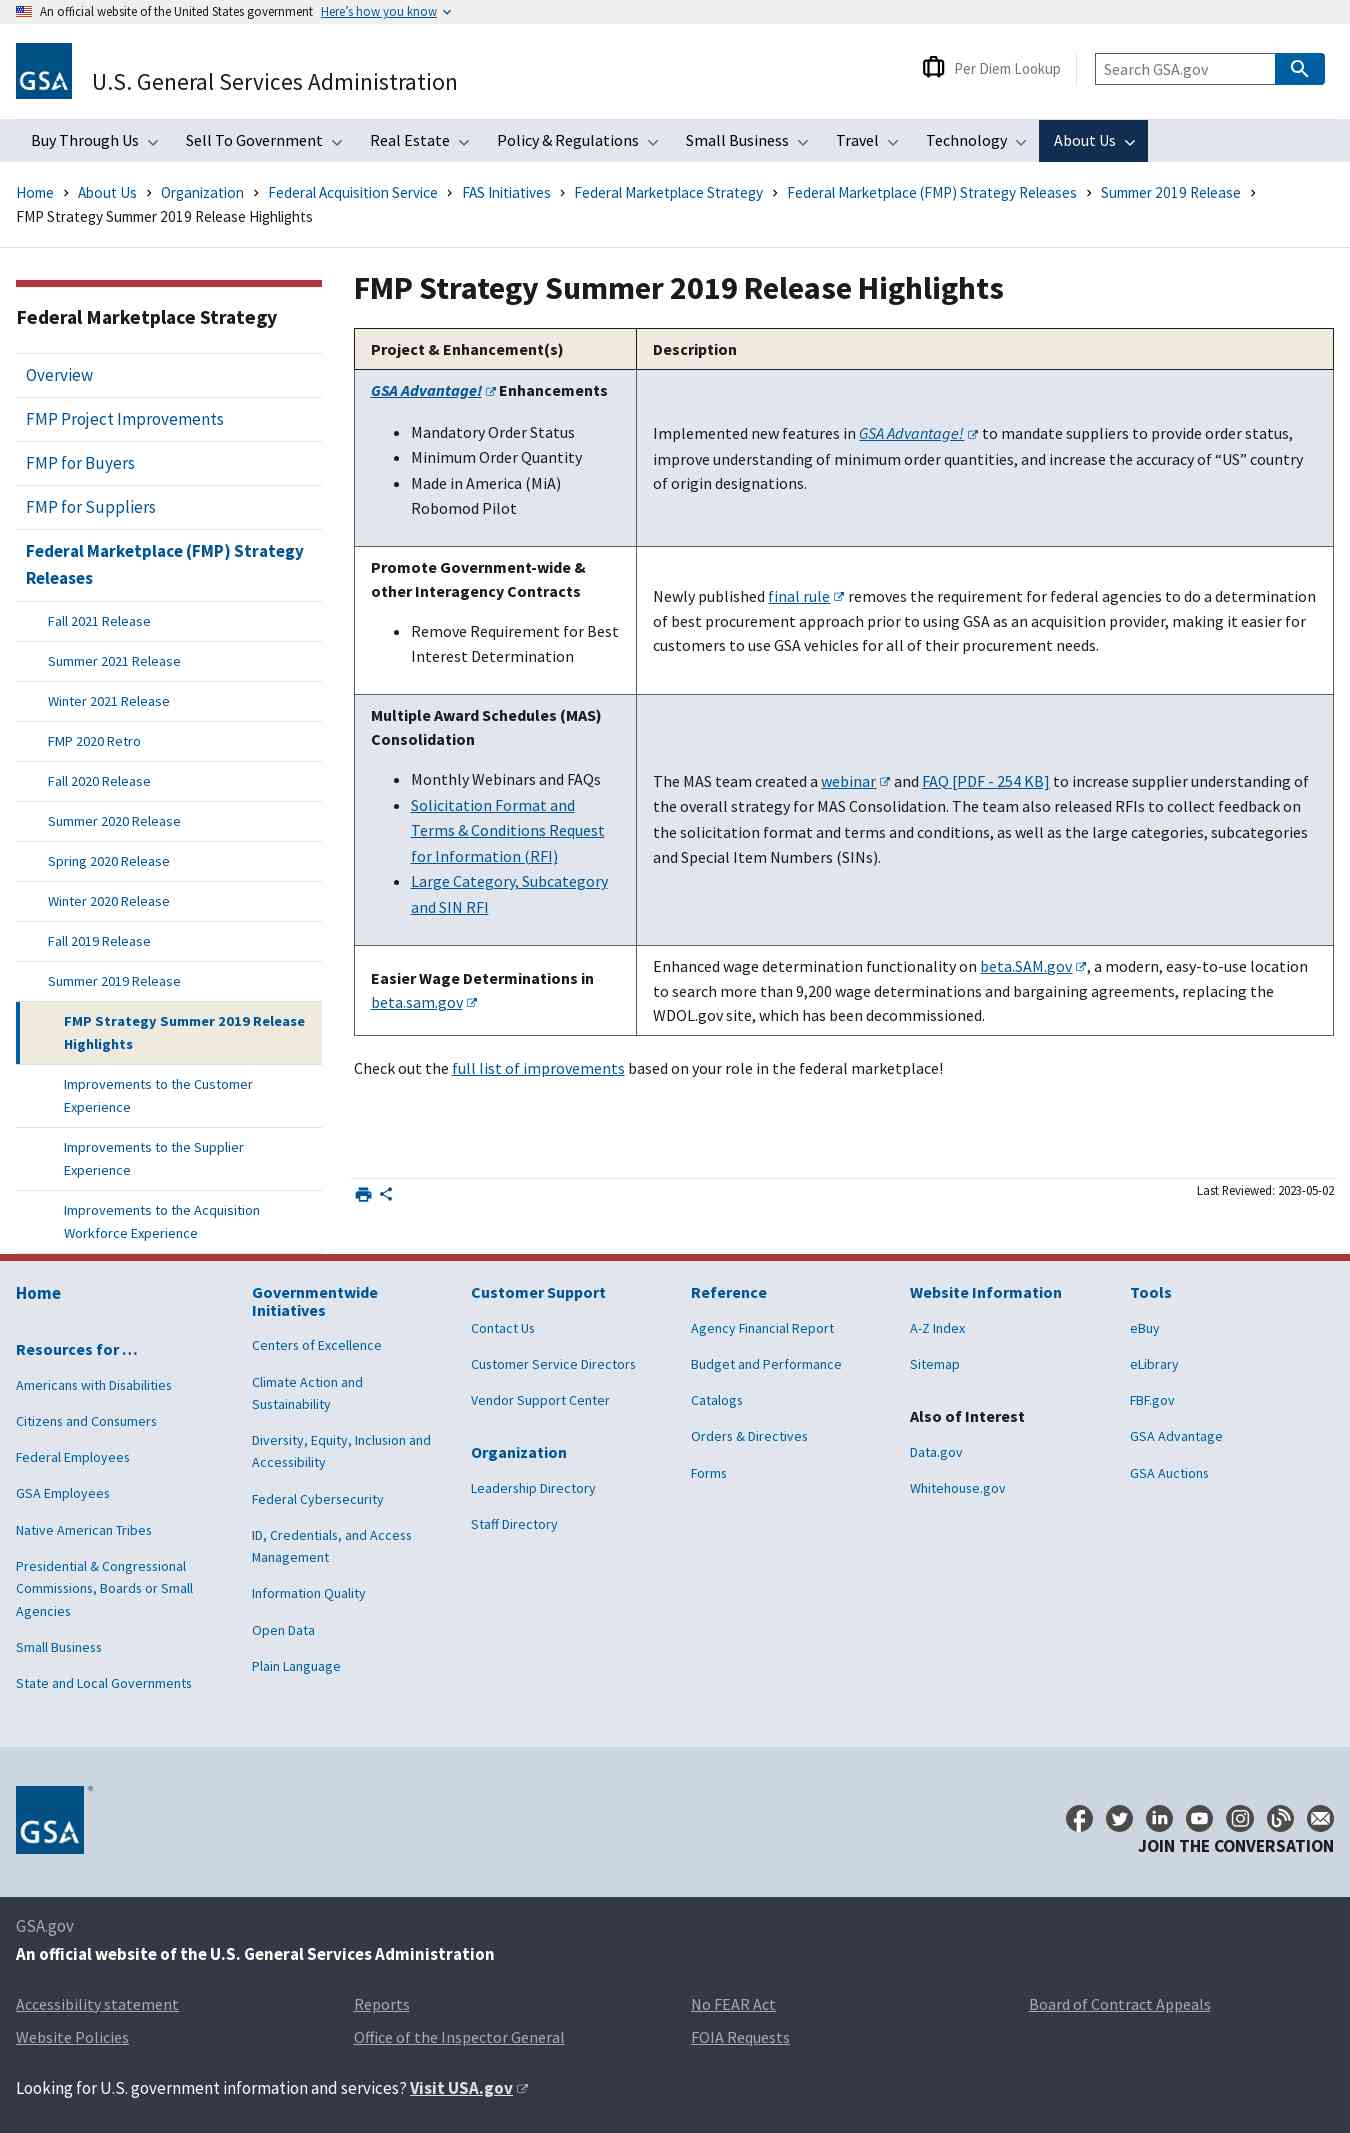 An official website of the United States government Here's how you know
GSA
U.S. General Services Administration
Per Diem Lookup
Search GSA.gov
Buy Through Us Sell To Government Real Estate Policy & Regulations Small Business Travel Technology About Us
Home › About Us › Organization › Federal Acquisition Service › FAS Initiatives › Federal Marketplace Strategy › Federal Marketplace (FMP) Strategy Releases › Summer 2019 Release ›
FMP Strategy Summer 2019 Release Highlights
Federal Marketplace Strategy
Overview
FMP Project Improvements
FMP for Buyers
FMP for Suppliers
Federal Marketplace (FMP) Strategy
Releases
Fall 2021 Release
Summer 2021 Release
Winter 2021 Release
FMP 2020 Retro
Fall 2020 Release
Summer 2020 Release
Spring 2020 Release
Winter 2020 Release
Fall 2019 Release
Summer 2019 Release
FMP Strategy Summer 2019 Release
Highlights
Improvements to the Customer
Experience
Improvements to the Supplier
Experience
Improvements to the Acquisition
Workforce Experience
FMP Strategy Summer 2019 Release Highlights
Project & Enhancement(s)
Description
GSA Advantage! Enhancements
• Mandatory Order Status
• Minimum Order Quantity
• Made in America (MiA)
Robomod Pilot
Implemented new features in GSA Advantage! to mandate suppliers to provide order status,
improve understanding of minimum order quantities, and increase the accuracy of “US” country
of origin designations.
Promote Government-wide &
other Interagency Contracts
• Remove Requirement for Best
Interest Determination
Newly published final rule removes the requirement for federal agencies to do a determination
of best procurement approach prior to using GSA as an acquisition provider, making it easier for
customers to use GSA vehicles for all of their procurement needs.
Multiple Award Schedules (MAS)
Consolidation
• Monthly Webinars and FAQs
• Solicitation Format and
Terms & Conditions Request
for Information (RFI)
• Large Category, Subcategory
and SIN RFI
The MAS team created a webinar and FAQ [PDF - 254 KB] to increase supplier understanding of
the overall strategy for MAS Consolidation. The team also released RFIs to collect feedback on
the solicitation format and terms and conditions, as well as the large categories, subcategories
and Special Item Numbers (SINs).
Easier Wage Determinations in
beta.sam.gov
Enhanced wage determination functionality on beta.SAM.gov, a modern, easy-to-use location
to search more than 9,200 wage determinations and bargaining agreements, replacing the
WDOL.gov site, which has been decommissioned.
Check out the full list of improvements based on your role in the federal marketplace!
Last Reviewed: 2023-05-02
Home
Resources for …
Americans with Disabilities
Citizens and Consumers
Federal Employees
GSA Employees
Native American Tribes
Presidential & Congressional
Commissions, Boards or Small
Agencies
Small Business
State and Local Governments
Governmentwide
Initiatives
Centers of Excellence
Climate Action and
Sustainability
Diversity, Equity, Inclusion and
Accessibility
Federal Cybersecurity
ID, Credentials, and Access
Management
Information Quality
Open Data
Plain Language
Customer Support
Contact Us
Customer Service Directors
Vendor Support Center
Organization
Leadership Directory
Staff Directory
Reference
Agency Financial Report
Budget and Performance
Catalogs
Orders & Directives
Forms
Website Information
A-Z Index
Sitemap
Also of Interest
Data.gov
Whitehouse.gov
Tools
eBuy
eLibrary
FBF.gov
GSA Advantage
GSA Auctions
GSA ®
JOIN THE CONVERSATION
GSA.gov
An official website of the U.S. General Services Administration
Accessibility statement Reports No FEAR Act Board of Contract Appeals
Website Policies Office of the Inspector General FOIA Requests
Looking for U.S. government information and services? Visit USA.gov